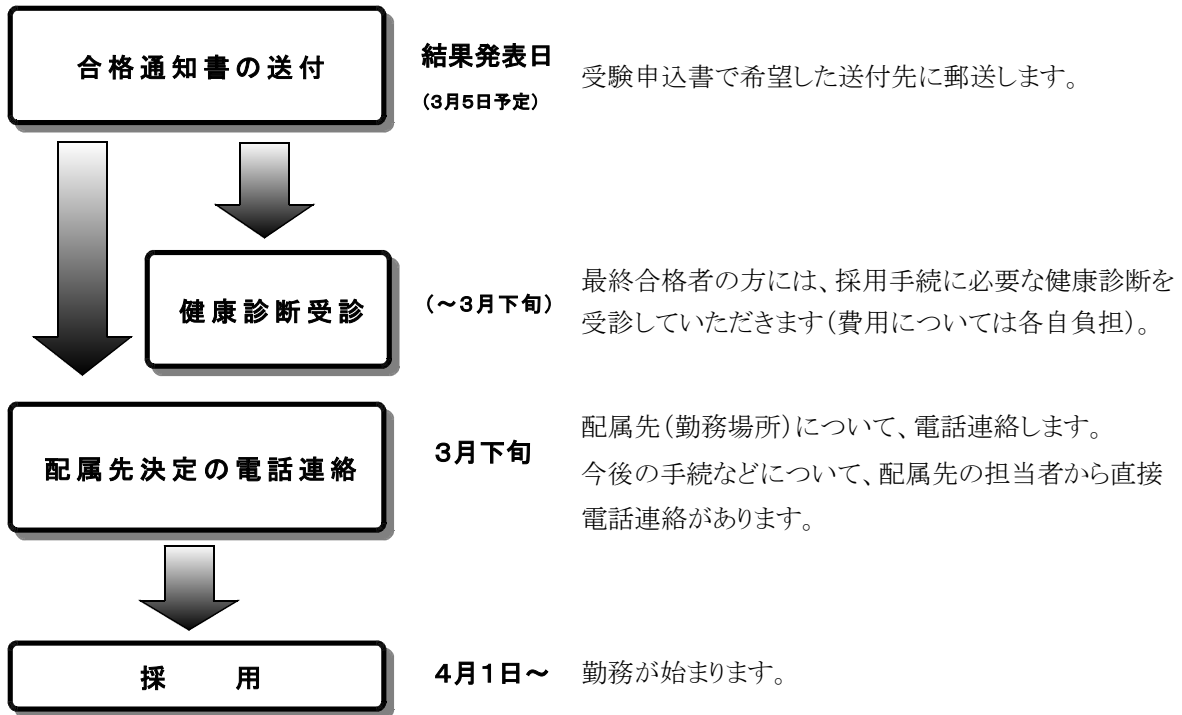 合格通知書の送付
結果発表日
（3月5日予定）
受験申込書で希望した送付先に郵送します。
健康診断受診
（～3月下旬）
最終合格者の方には、採用手続に必要な健康診断を
受診していただきます（費用については各自負担）。
配属先決定の電話連絡
3月下旬
配属先（勤務場所）について、電話連絡します。
今後の手続などについて、配属先の担当者から直接
電話連絡があります。
採　用
4月1日～
勤務が始まります。